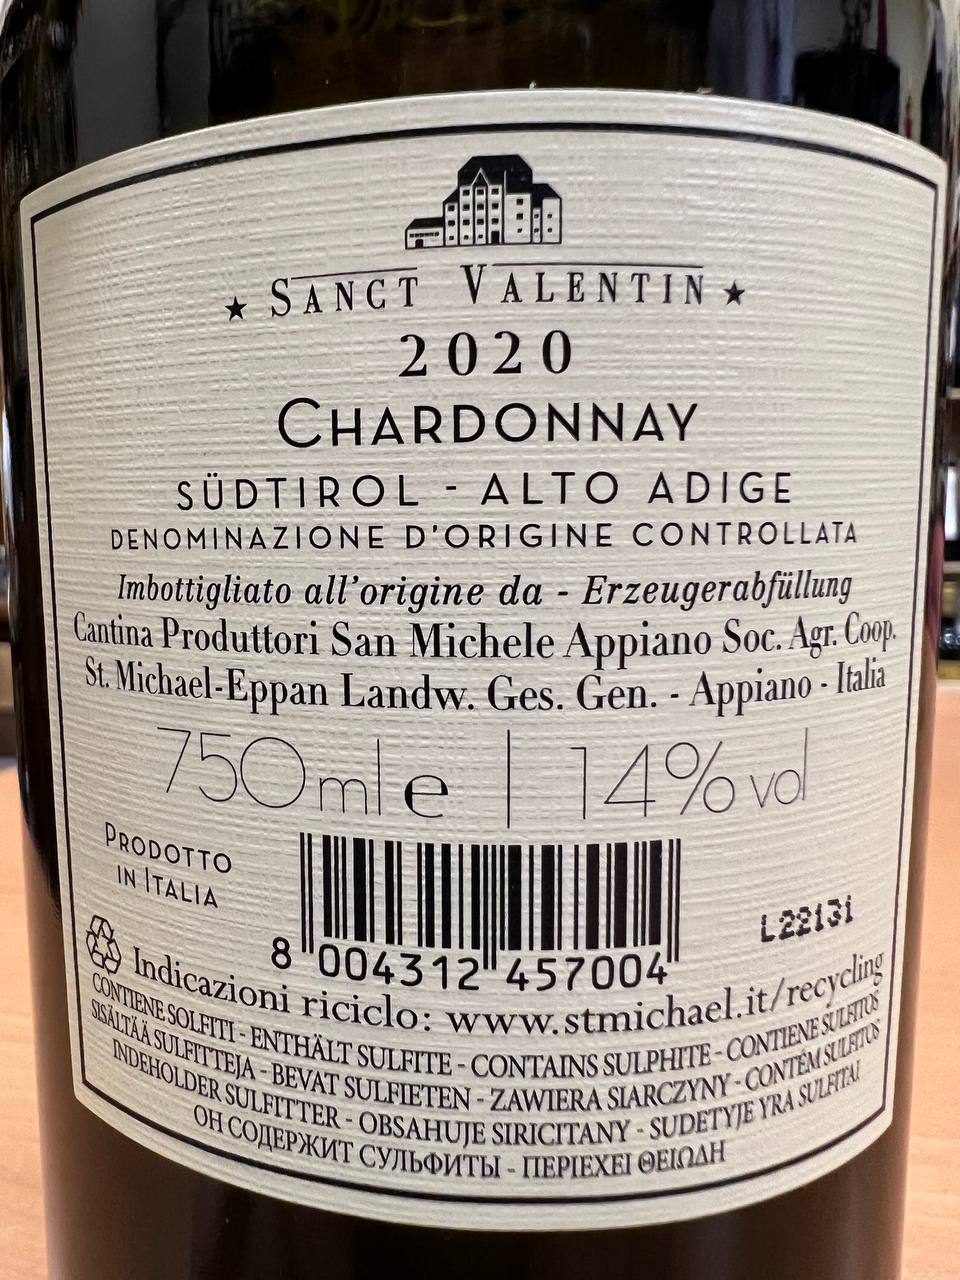 ★ SANCT VALENTIN ★
2020
CHARDONNAY
SÜDTIROL - ALTO ADIGE
DENOMINAZIONE D'ORIGINE CONTROLLATA
Imbottigliato all'origine da - Erzeugerabfüllung
Cantina Produttori San Michele Appiano Soc. Agr. Coop.
St. Michael-Eppan Landw. Ges. Gen. - Appiano - Italia
750ml e | 14% vol
PRODOTTO
IN ITALIA
L22131
8 004312 457004
Indicazioni riciclo: www.stmichael.it/recycling
CONTIENE SOLFITI - ENTHÄLT SULFITE - CONTAINS SULPHITE - CONTIENE SULFITOS
SISÄLTÄÄ SULFITTEJA - BEVAT SULFIETEN - ZAWIERA SIARCZYNY - CONTÉM SULFITOS
INDEHOLDER SULFITTER - OBSAHUJE SIRICITANY - SUDETYJE YRA SULFITAI
ОН СОДЕРЖИТ СУЛЬФИТЫ - ΠΕΡΙΕΧΕΙ ΘΕΙΩΔΗ